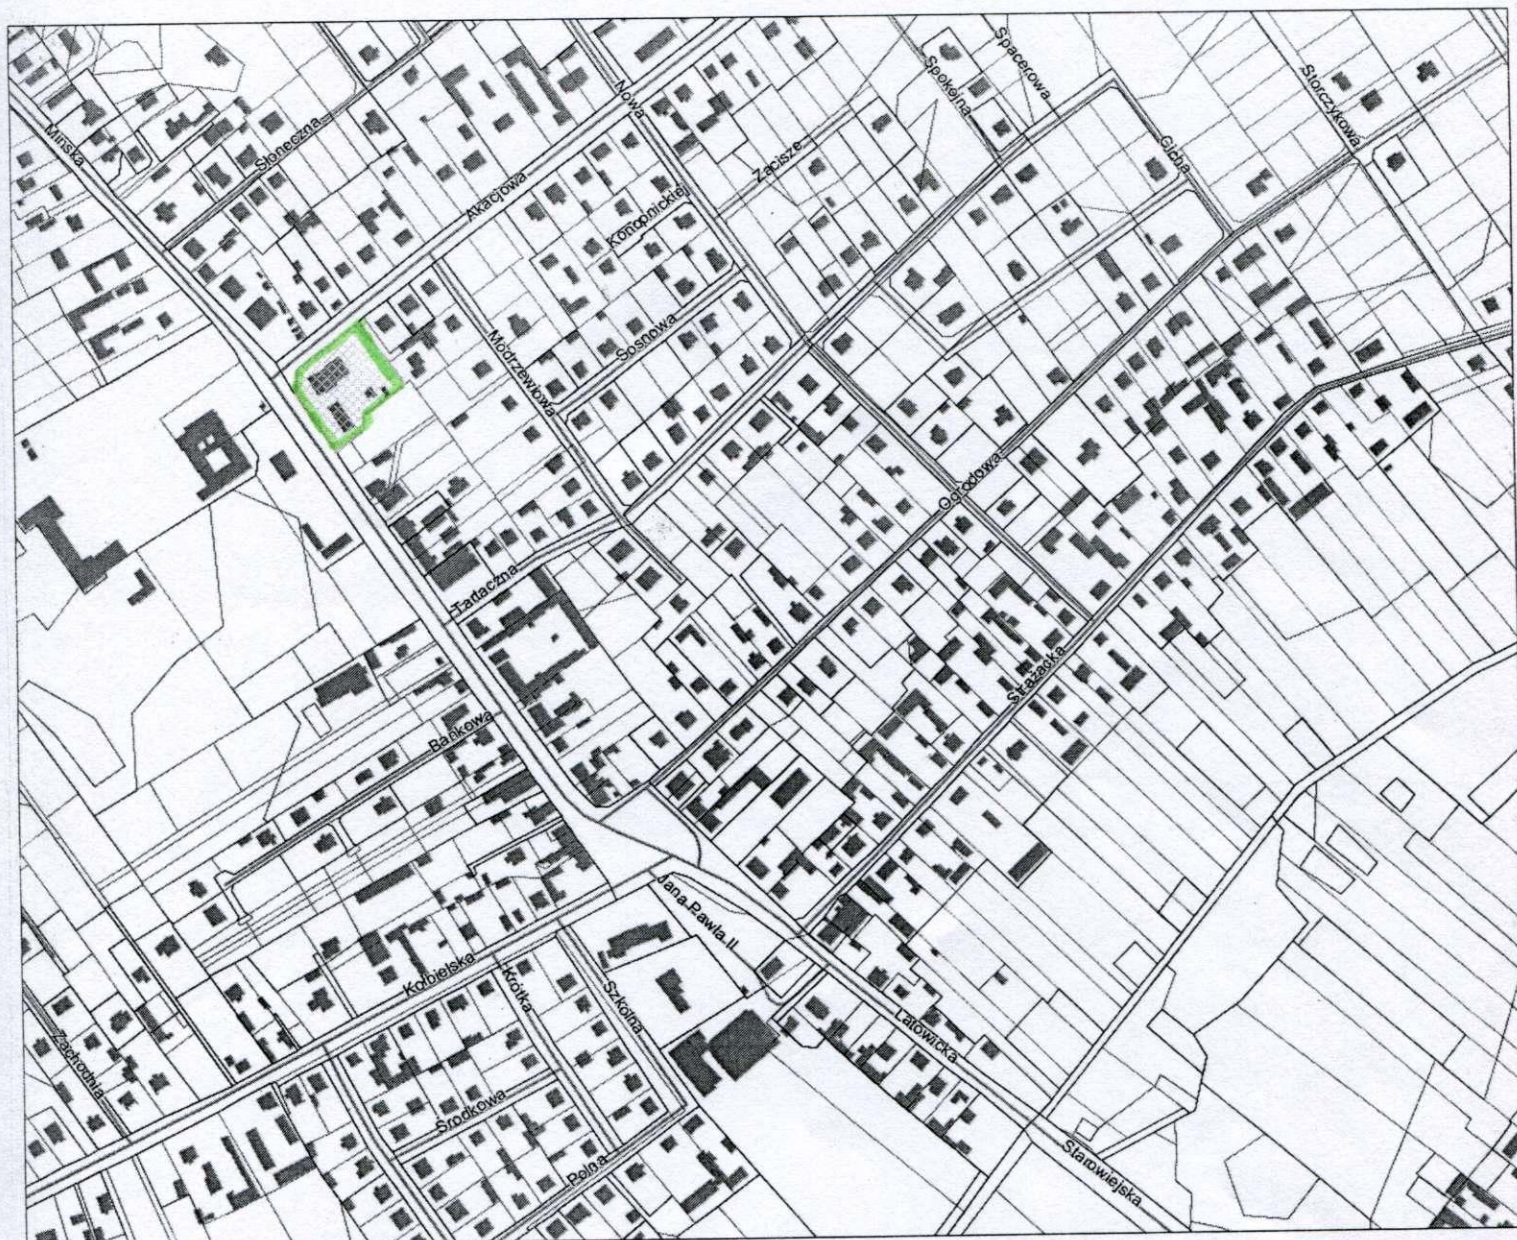 Mińska
Słoneczna
Nowa
Akacjowa
Konopnickiej
Zacisze
Spokojna
Spacerowa
Cicha
Storczykowa
Modrzewiowa
Sosnowa
Ogrodowa
Tartaczna
Strażacka
Bankowa
Jana Pawła II
Kołbielska
Krótka
Szkolna
Latowicka
Zachodnia
Środkowa
Polna
Starowiejska